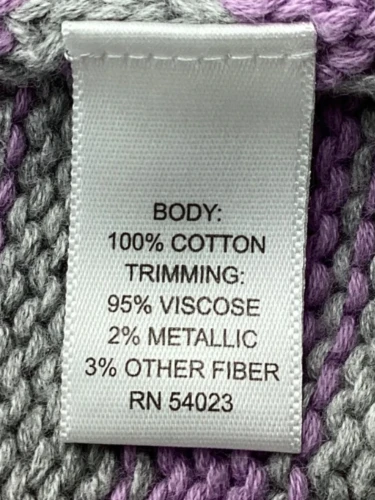 BODY:
100% COTTON
TRIMMING:
95% VISCOSE
2% METALLIC
3% OTHER FIBER
RN 54023